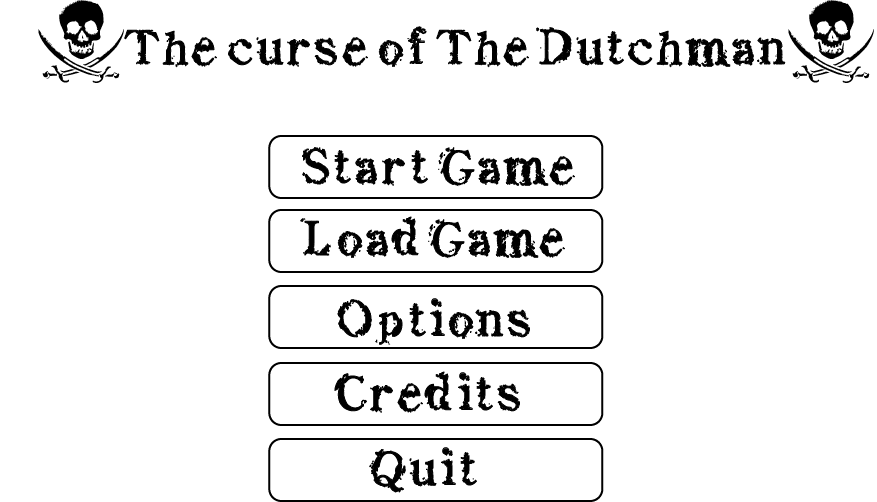 The curse of The Dutchman
Start Game
Load Game
Options
Credits
Quit